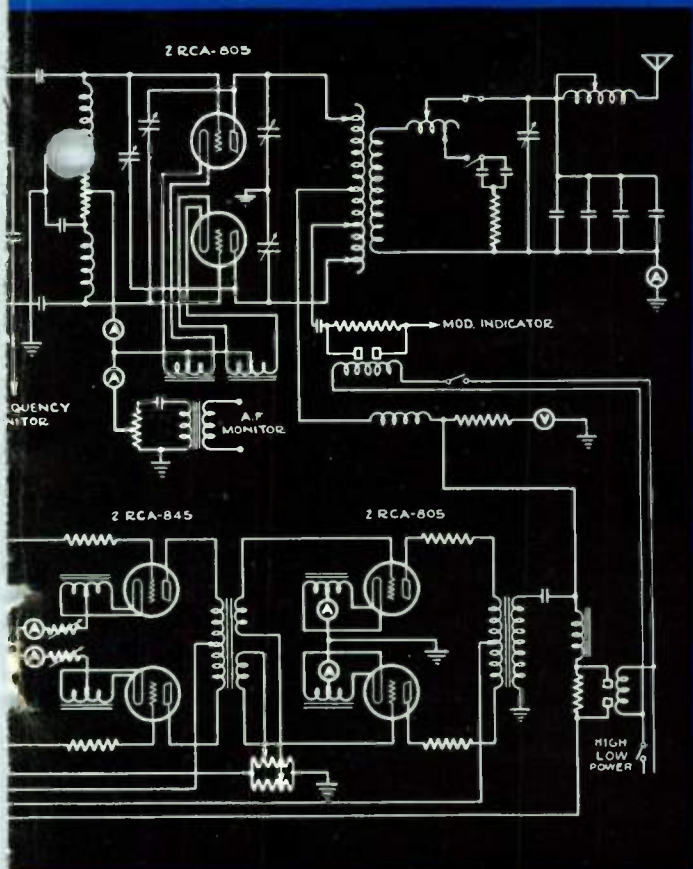 2 RCA-805
A
A
A
MOD. INDICATOR
QUENCY
NITOR
A.F
MONITOR
V
2 RCA-845
2 RCA-805
A
A
A
A
HIGH
LOW
POWER